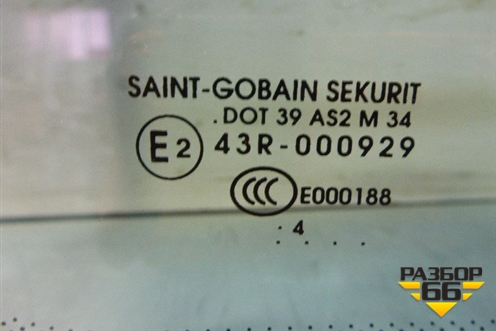 SAINT-GOBAIN SEKURIT
.DOT 39 AS2 M 34
E2 43R-000929
CCC E000188
: 4 . . .
. .
РАЗБОР
66